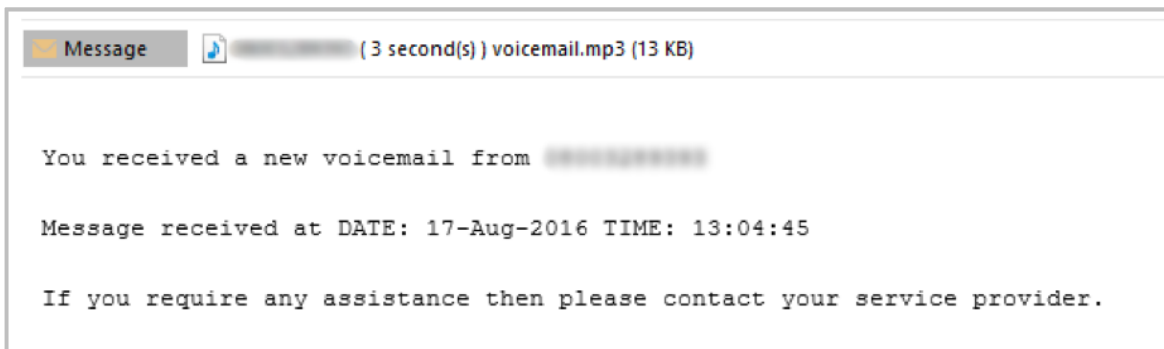 Message
( 3 second(s) ) voicemail.mp3 (13 KB)
You received a new voicemail from
Message received at DATE: 17-Aug-2016 TIME: 13:04:45
If you require any assistance then please contact your service provider.